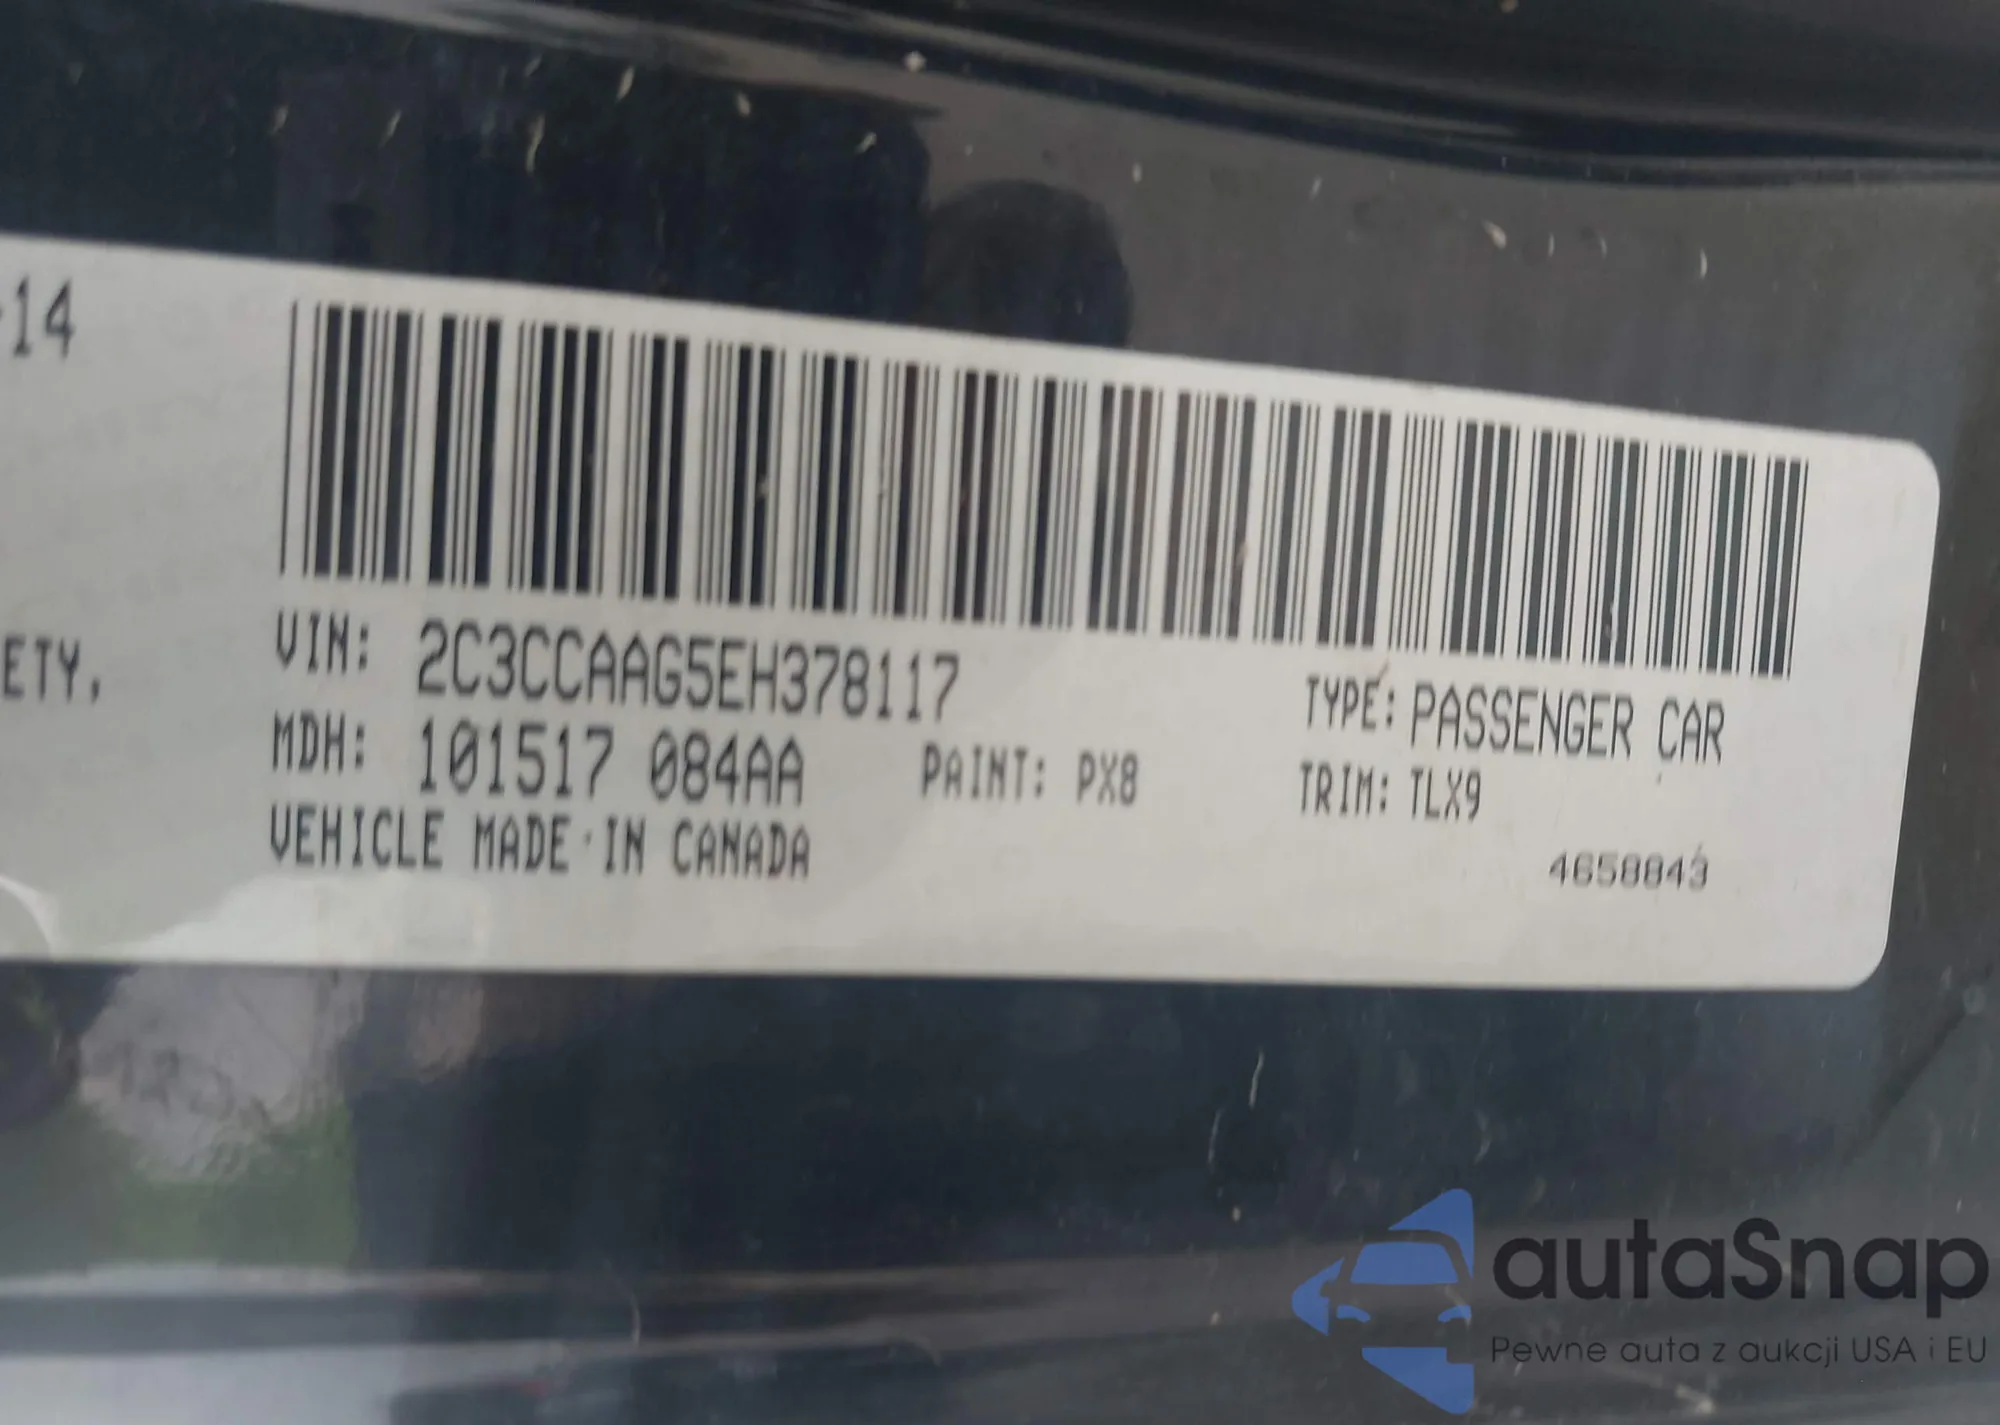 -14
ETY,
VIN: 2C3CCAAG5EH378117
TYPE: PASSENGER CAR
MDH: 101517 084AA
PAINT: PX8
TRIM: TLX9
VEHICLE MADE IN CANADA
4658843
autaSnap
Pewne auta z aukcji USA i EU